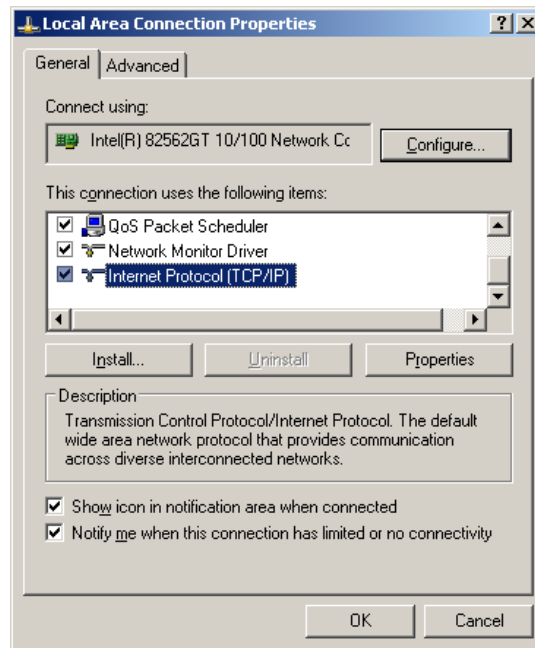 Local Area Connection Properties
General
Advanced
Connect using:
Intel(R) 82562GT 10/100 Network Cc
Configure...
This connection uses the following items:
QoS Packet Scheduler
Network Monitor Driver
Internet Protocol (TCP/IP)
Install...
Uninstall
Properties
Description
Transmission Control Protocol/Internet Protocol. The default
wide area network protocol that provides communication
across diverse interconnected networks.
Show icon in notification area when connected
Notify me when this connection has limited or no connectivity
OK
Cancel